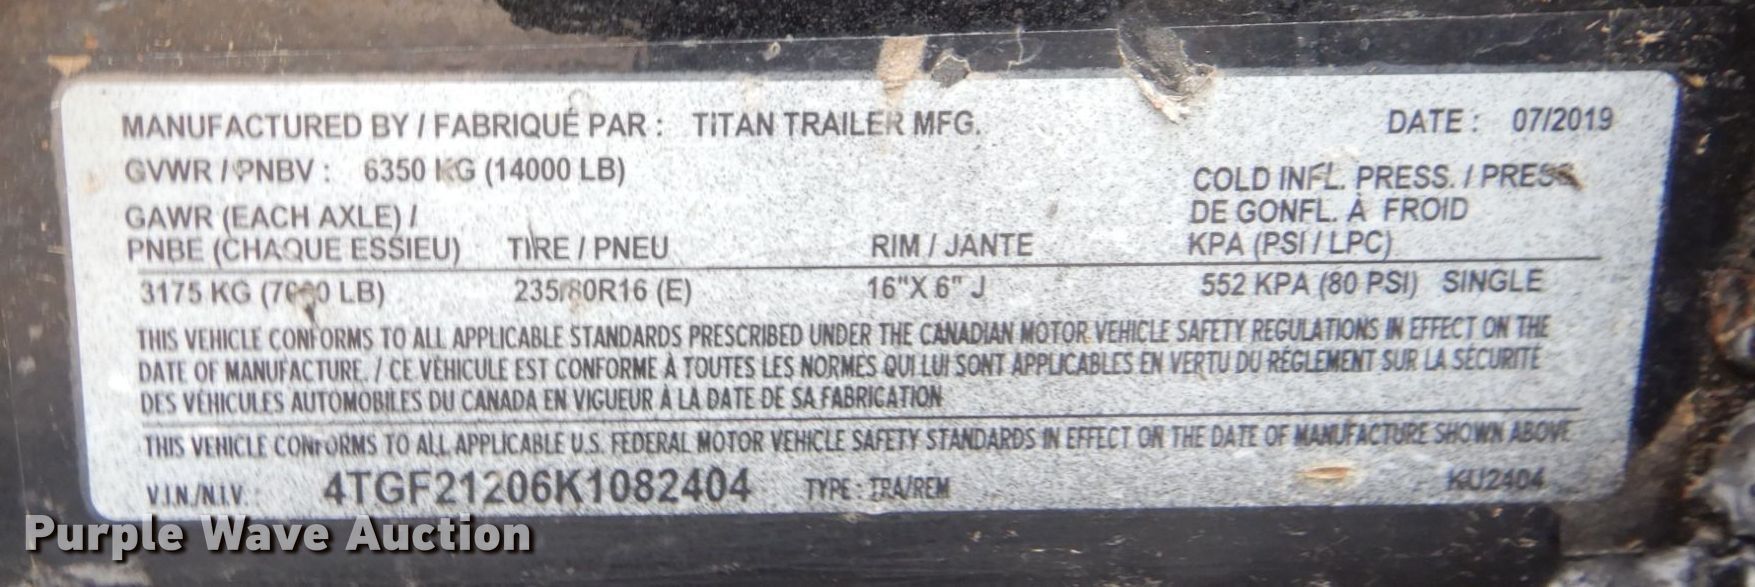 MANUFACTURED BY / FABRIQUÉ PAR : TITAN TRAILER MFG. DATE : 07/2019
GVWR / PNBV : 6350 KG (14000 LB)
COLD INFL. PRESS. / PRESS.
GAWR (EACH AXLE) / DE GONFL. À FROID
PNBE (CHAQUE ESSIEU) TIRE / PNEU RIM / JANTE KPA (PSI / LPC)
3175 KG (7000 LB) 235/80R16 (E) 16"X 6" J 552 KPA (80 PSI) SINGLE
THIS VEHICLE CONFORMS TO ALL APPLICABLE STANDARDS PRESCRIBED UNDER THE CANADIAN MOTOR VEHICLE SAFETY REGULATIONS IN EFFECT ON THE
DATE OF MANUFACTURE. / CE VÉHICULE EST CONFORME À TOUTES LES NORMES QUI LUI SONT APPLICABLES EN VERTU DU RÈGLEMENT SUR LA SÉCURITÉ
DES VÉHICULES AUTOMOBILES DU CANADA EN VIGUEUR À LA DATE DE SA FABRICATION
THIS VEHICLE CONFORMS TO ALL APPLICABLE U.S. FEDERAL MOTOR VEHICLE SAFETY STANDARDS IN EFFECT ON THE DATE OF MANUFACTURE SHOWN ABOVE
V.I.N./N.I.V. 4TGF21206K1082404 TYPE : TRA/REM KU2404
Purple Wave Auction